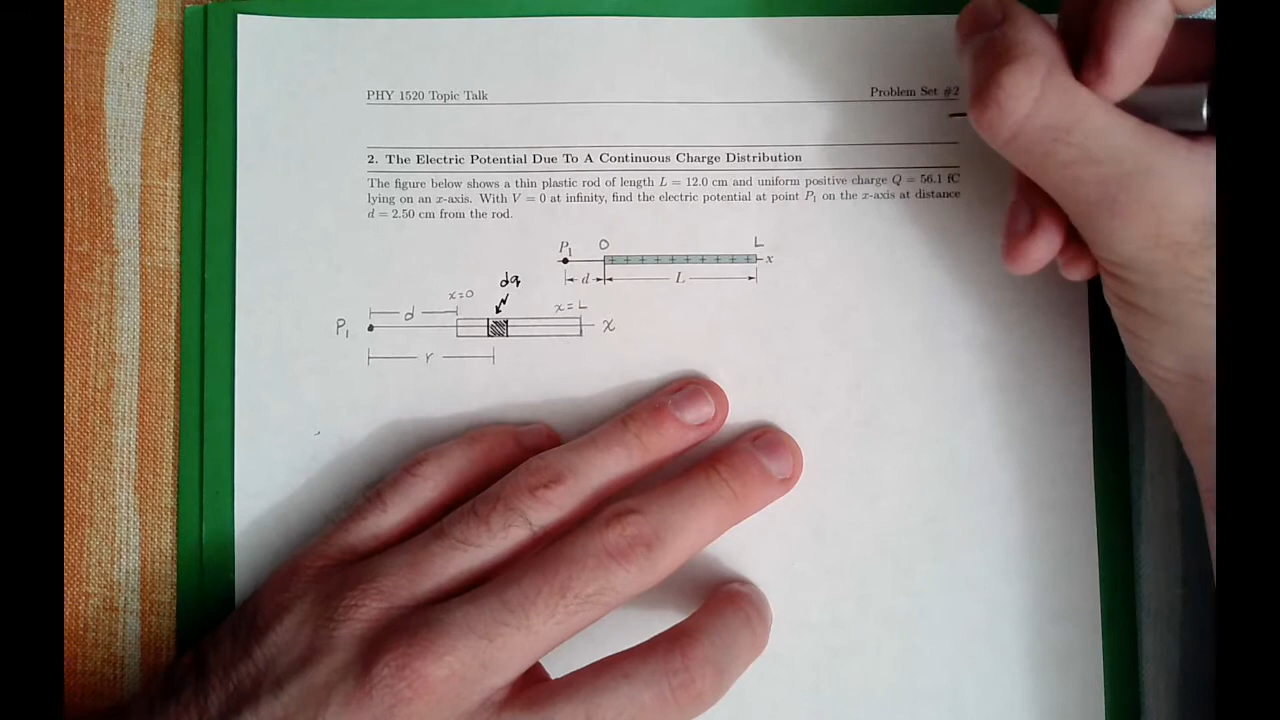 PHY 1520 Topic Talk Problem Set #2
2. The Electric Potential Due To A Continuous Charge Distribution
The figure below shows a thin plastic rod of length L = 12.0 cm and uniform positive charge Q = 56.1 fC
lying on an x-axis. With V = 0 at infinity, find the electric potential at point P₁ on the x-axis at distance
d = 2.50 cm from the rod.
P₁ O L
+ + + + + + + + + + x
d L
dq
x=0 x=L
d
P₁ x
r